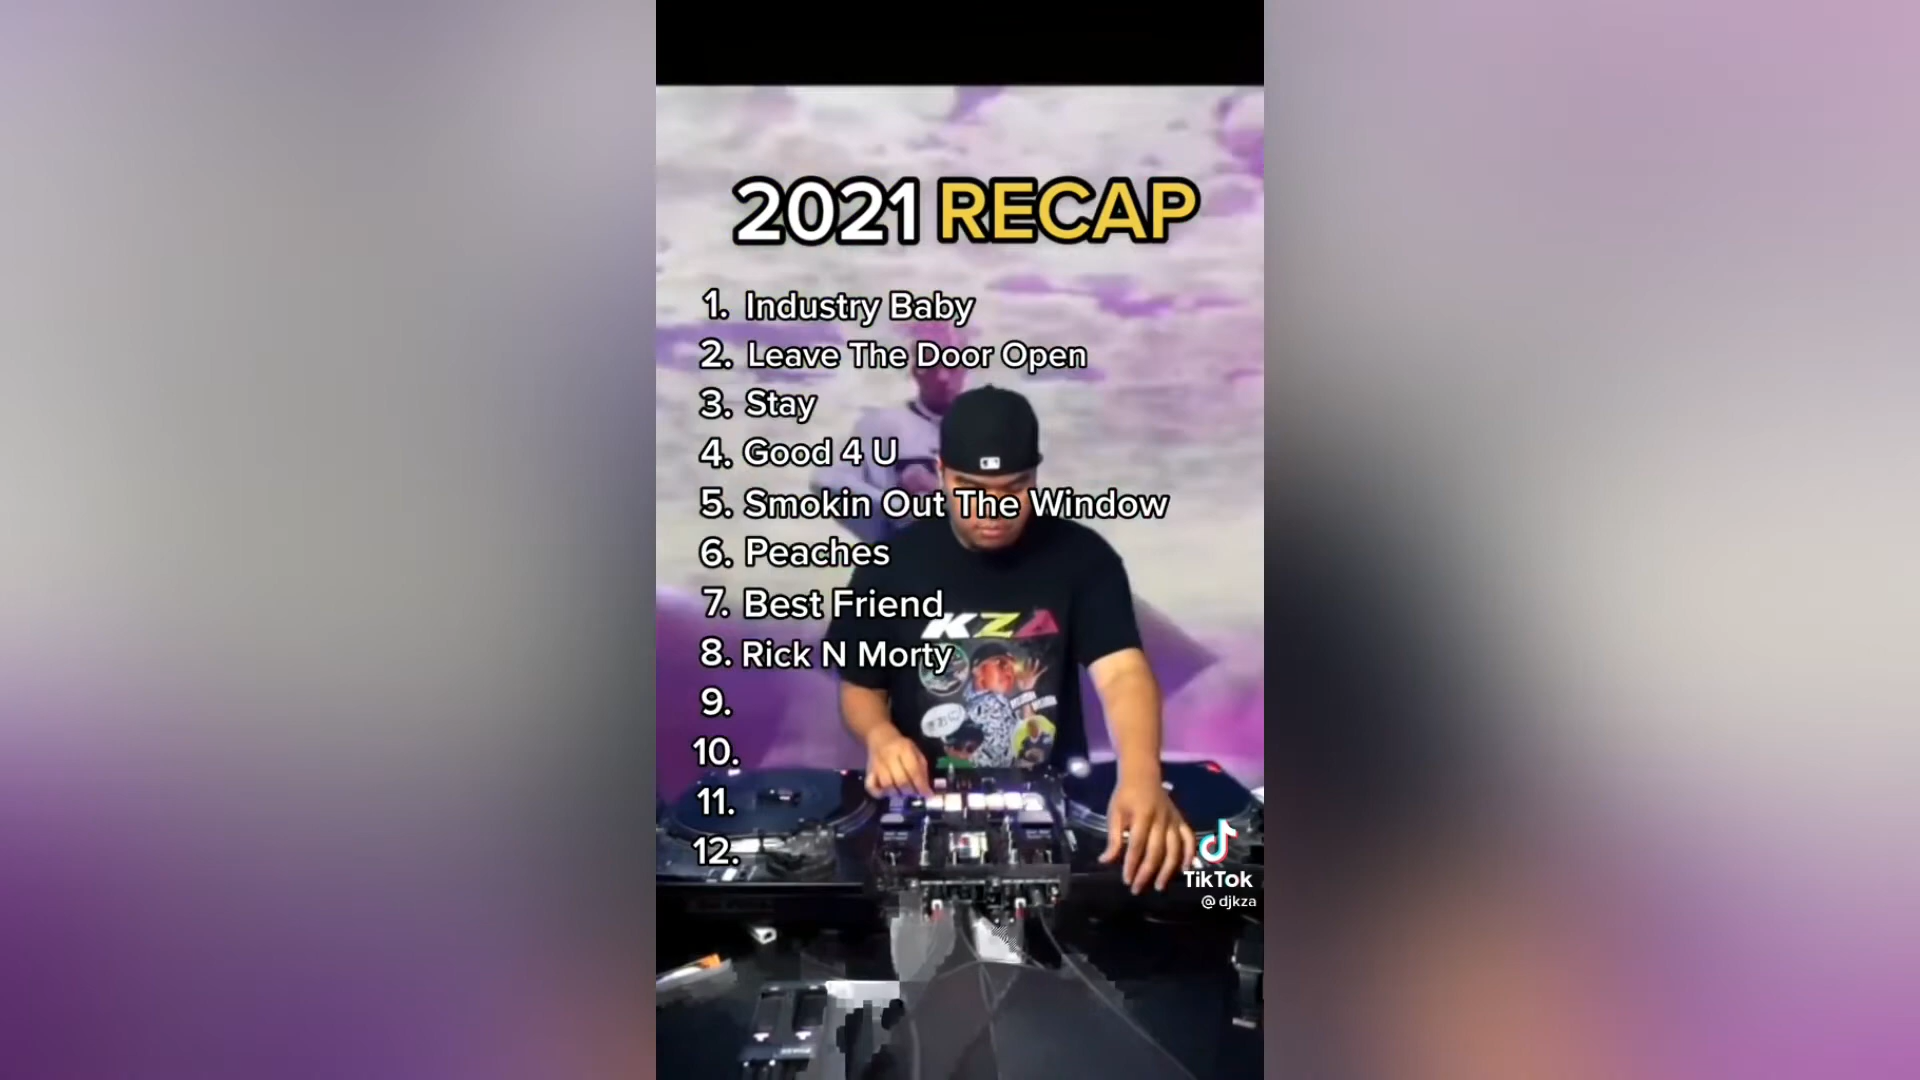 2021 RECAP
1. Industry Baby
2. Leave The Door Open
3. Stay
4. Good 4 U
5. Smokin Out The Window
6. Peaches
7. Best Friend
8. Rick N Morty
9.
10.
11.
12.
KZA
TikTok
@djkza